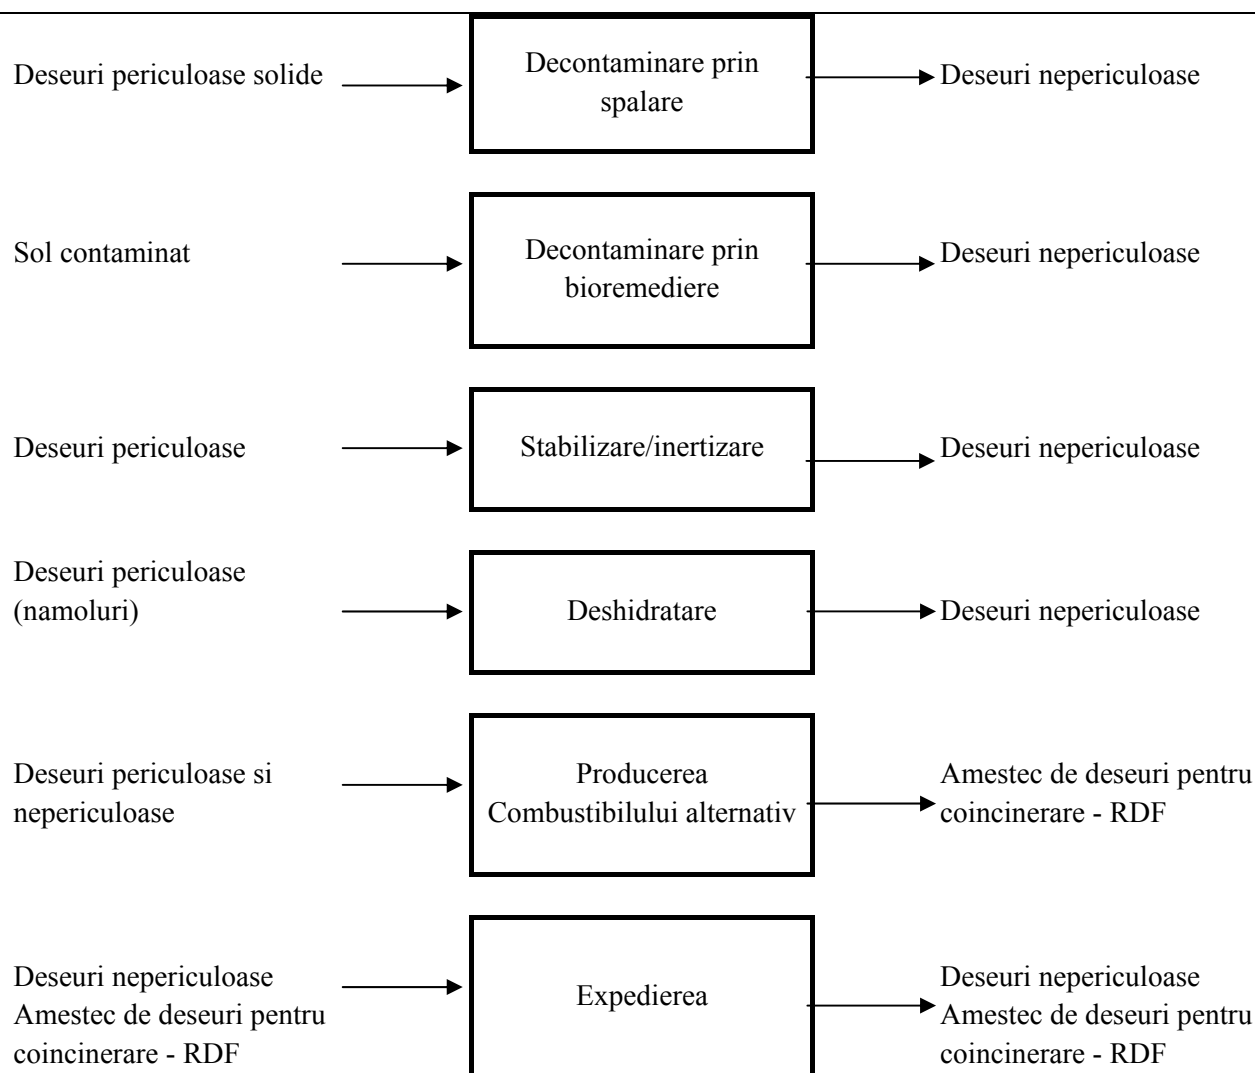 Deseuri periculoase solide
Decontaminare prin
spalare
Deseuri nepericuloase
Sol contaminat
Decontaminare prin
bioremediere
Deseuri nepericuloase
Deseuri periculoase
Stabilizare/inertizare
Deseuri nepericuloase
Deseuri periculoase
(namoluri)
Deshidratare
Deseuri nepericuloase
Deseuri periculoase si
nepericuloase
Producerea
Combustibilului alternativ
Amestec de deseuri pentru
coincinerare - RDF
Deseuri nepericuloase
Amestec de deseuri pentru
coincinerare - RDF
Expedierea
Deseuri nepericuloase
Amestec de deseuri pentru
coincinerare - RDF